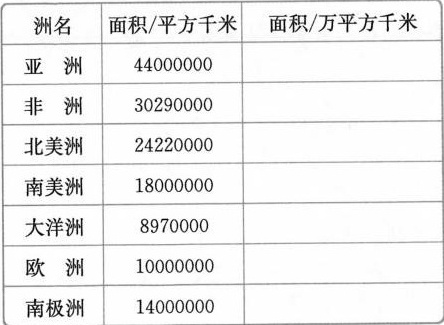 洲名 面积/平方千米 面积/万平方千米
亚 洲 44000000
非 洲 30290000
北美洲 24220000
南美洲 18000000
大洋洲 8970000
欧 洲 10000000
南极洲 14000000